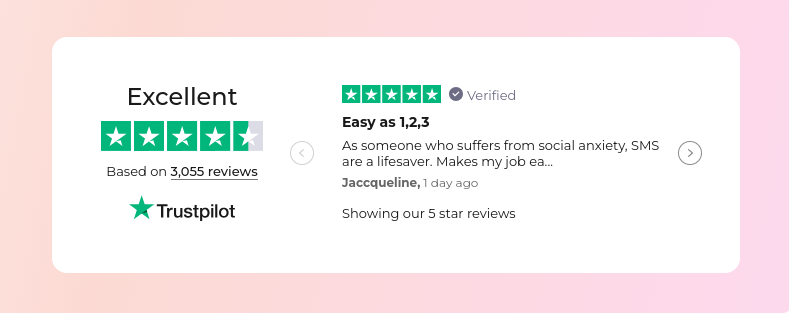 Excellent
Based on 3,055 reviews
Trustpilot
Verified
Easy as 1,2,3
As someone who suffers from social anxiety, SMS
are a lifesaver. Makes my job ea...
Jaccqueline, 1 day ago
Showing our 5 star reviews